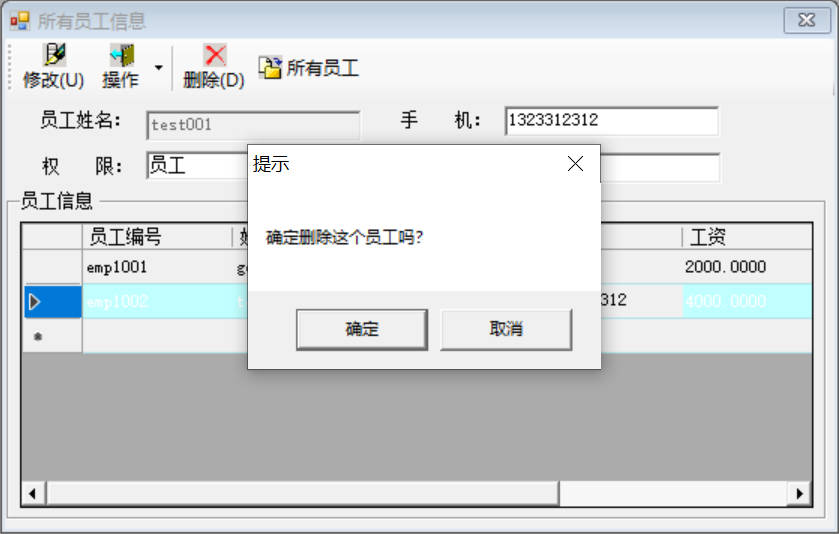 所有员工信息
修改(U) 操作 删除(D) 所有员工
员工姓名: test001 手 机: 1323312312
权 限: 员工
提示
员工信息
确定删除这个员工吗?
员工编号 工资
emp1001 2000.0000
emp1002 312 4000.0000
确定 取消